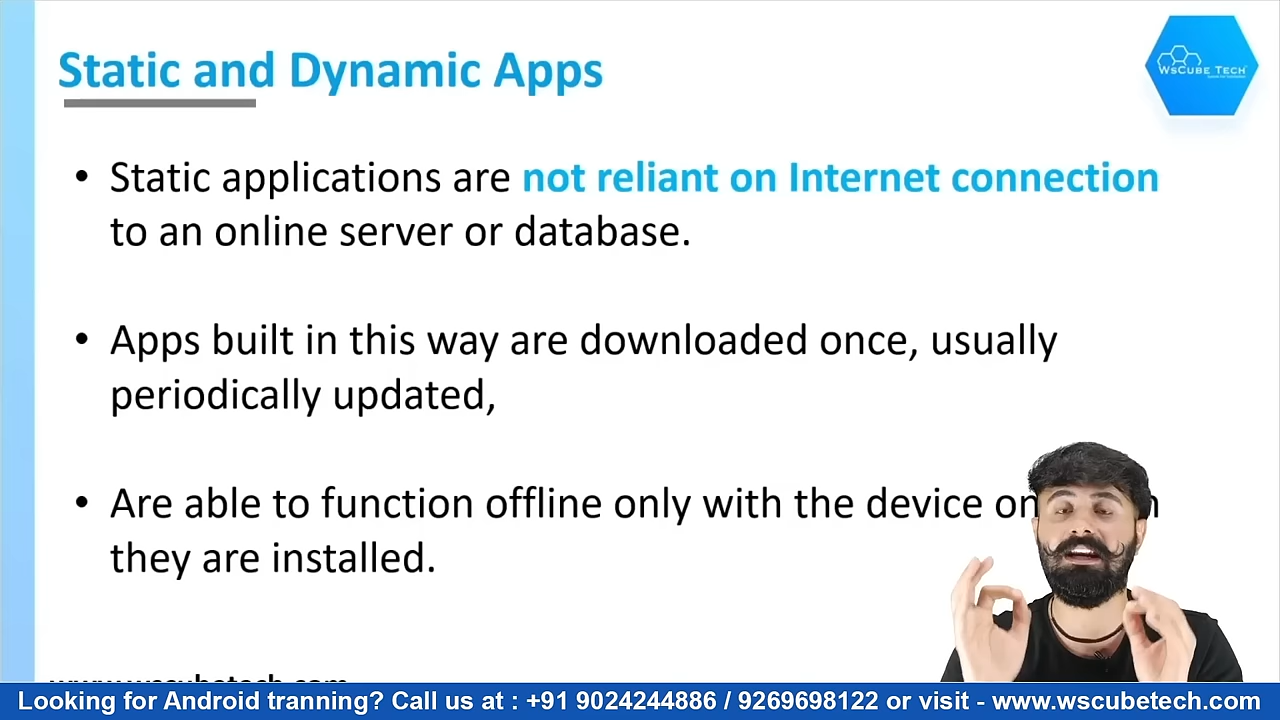 Static and Dynamic Apps
WsCube Tech
• Static applications are not reliant on Internet connection
to an online server or database.
• Apps built in this way are downloaded once, usually
periodically updated,
• Are able to function offline only with the device on
they are installed.
www.wscubetech.com
Looking for Android tranning? Call us at : +91 9024244886 / 9269698122 or visit - www.wscubetech.com